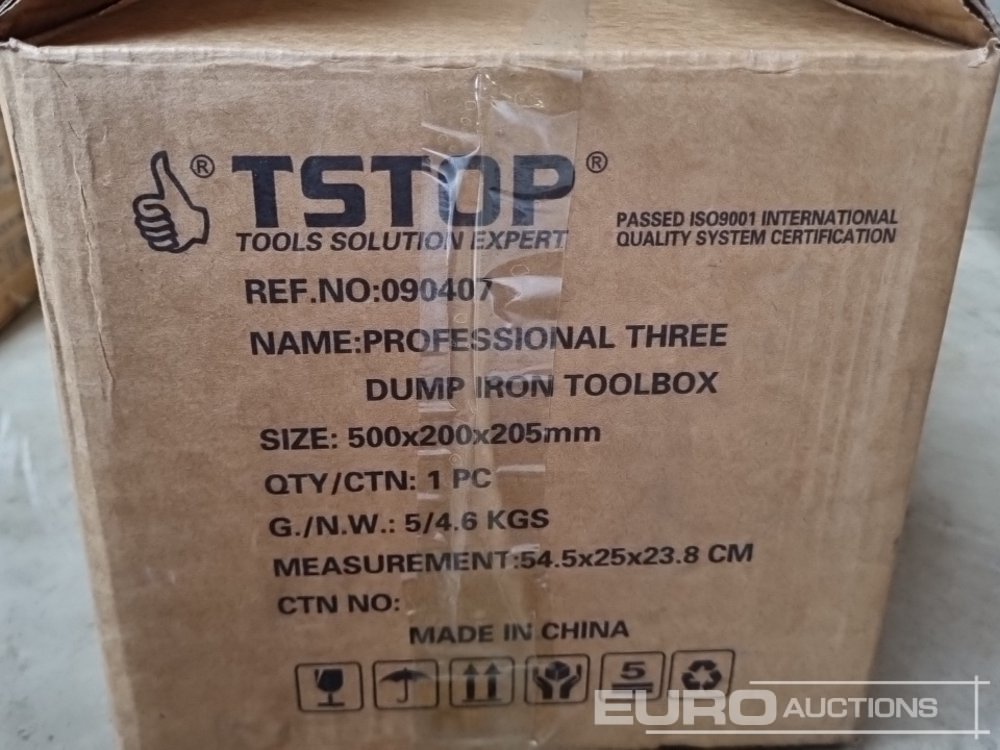 ® TSTOP ®
TOOLS SOLUTION EXPERT
PASSED ISO9001 INTERNATIONAL
QUALITY SYSTEM CERTIFICATION
REF.NO:090407
NAME:PROFESSIONAL THREE
DUMP IRON TOOLBOX
SIZE: 500x200x205mm
QTY/CTN: 1 PC
G./N.W.: 5/4.6 KGS
MEASUREMENT:54.5x25x23.8 CM
CTN NO:
MADE IN CHINA
5
EURO AUCTIONS